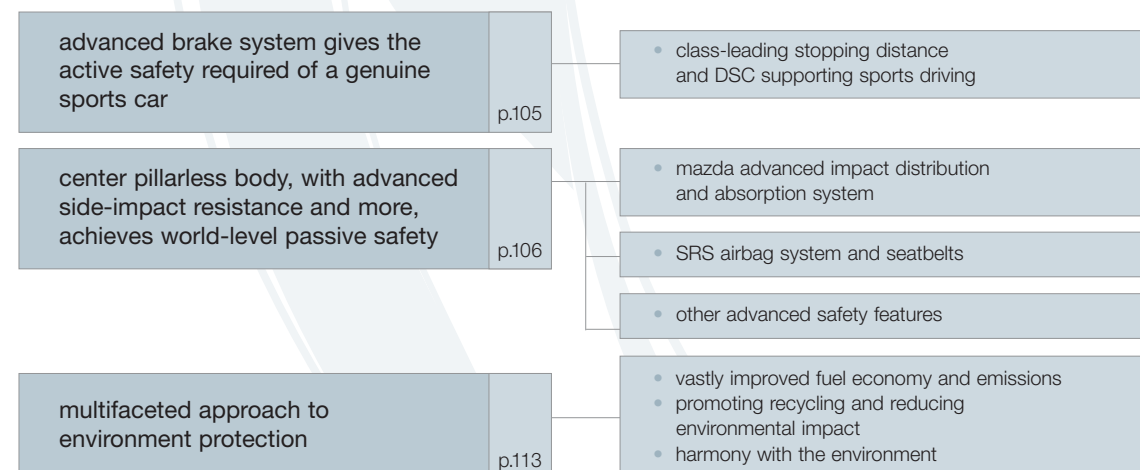 advanced brake system gives the
active safety required of a genuine
sports car
p.105
• class-leading stopping distance
and DSC supporting sports driving
center pillarless body, with advanced
side-impact resistance and more,
achieves world-level passive safety
p.106
• mazda advanced impact distribution
and absorption system
• SRS airbag system and seatbelts
• other advanced safety features
multifaceted approach to
environment protection
p.113
• vastly improved fuel economy and emissions
• promoting recycling and reducing
environmental impact
• harmony with the environment